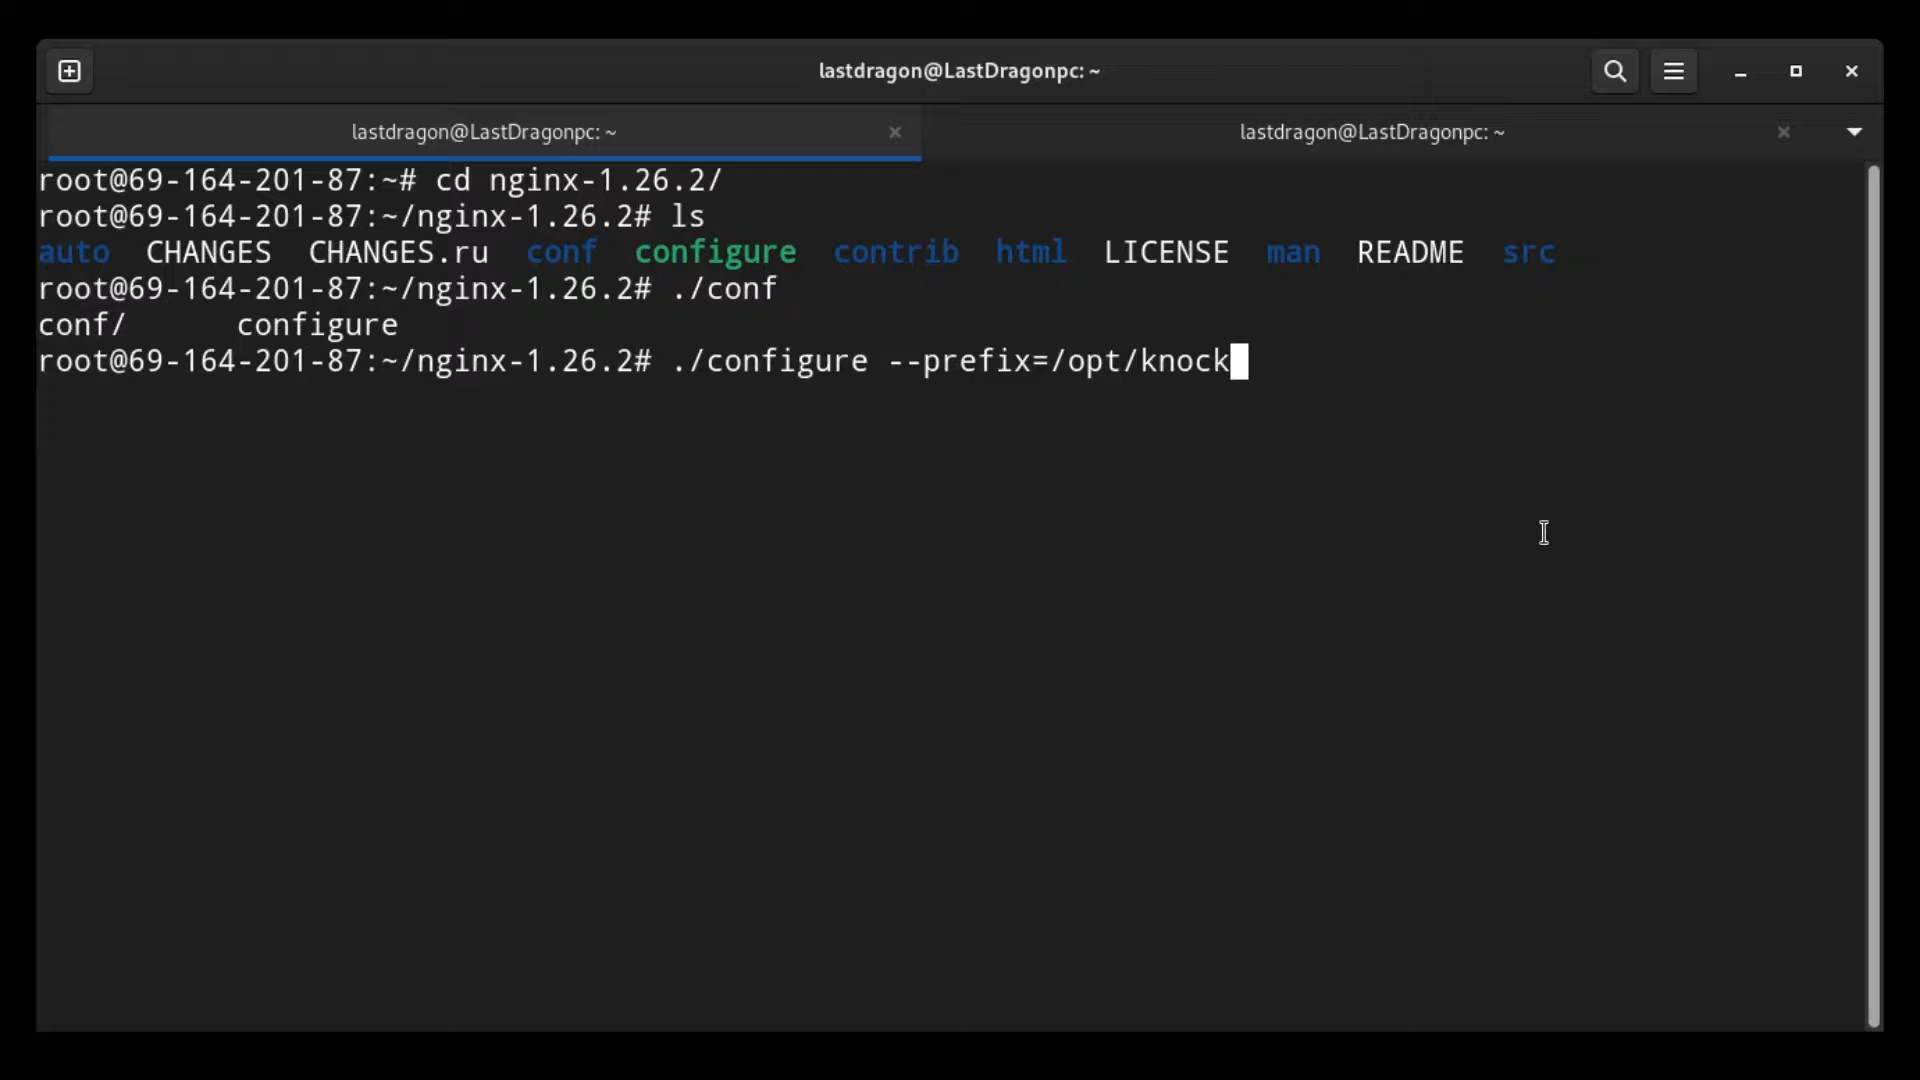 lastdragon@LastDragonpc: ~
lastdragon@LastDragonpc: ~
lastdragon@LastDragonpc: ~
root@69-164-201-87:~# cd nginx-1.26.2/
root@69-164-201-87:~/nginx-1.26.2# ls
auto  CHANGES  CHANGES.ru  conf  configure  contrib  html  LICENSE  man  README  src
root@69-164-201-87:~/nginx-1.26.2# ./conf
conf/      configure
root@69-164-201-87:~/nginx-1.26.2# ./configure --prefix=/opt/knock